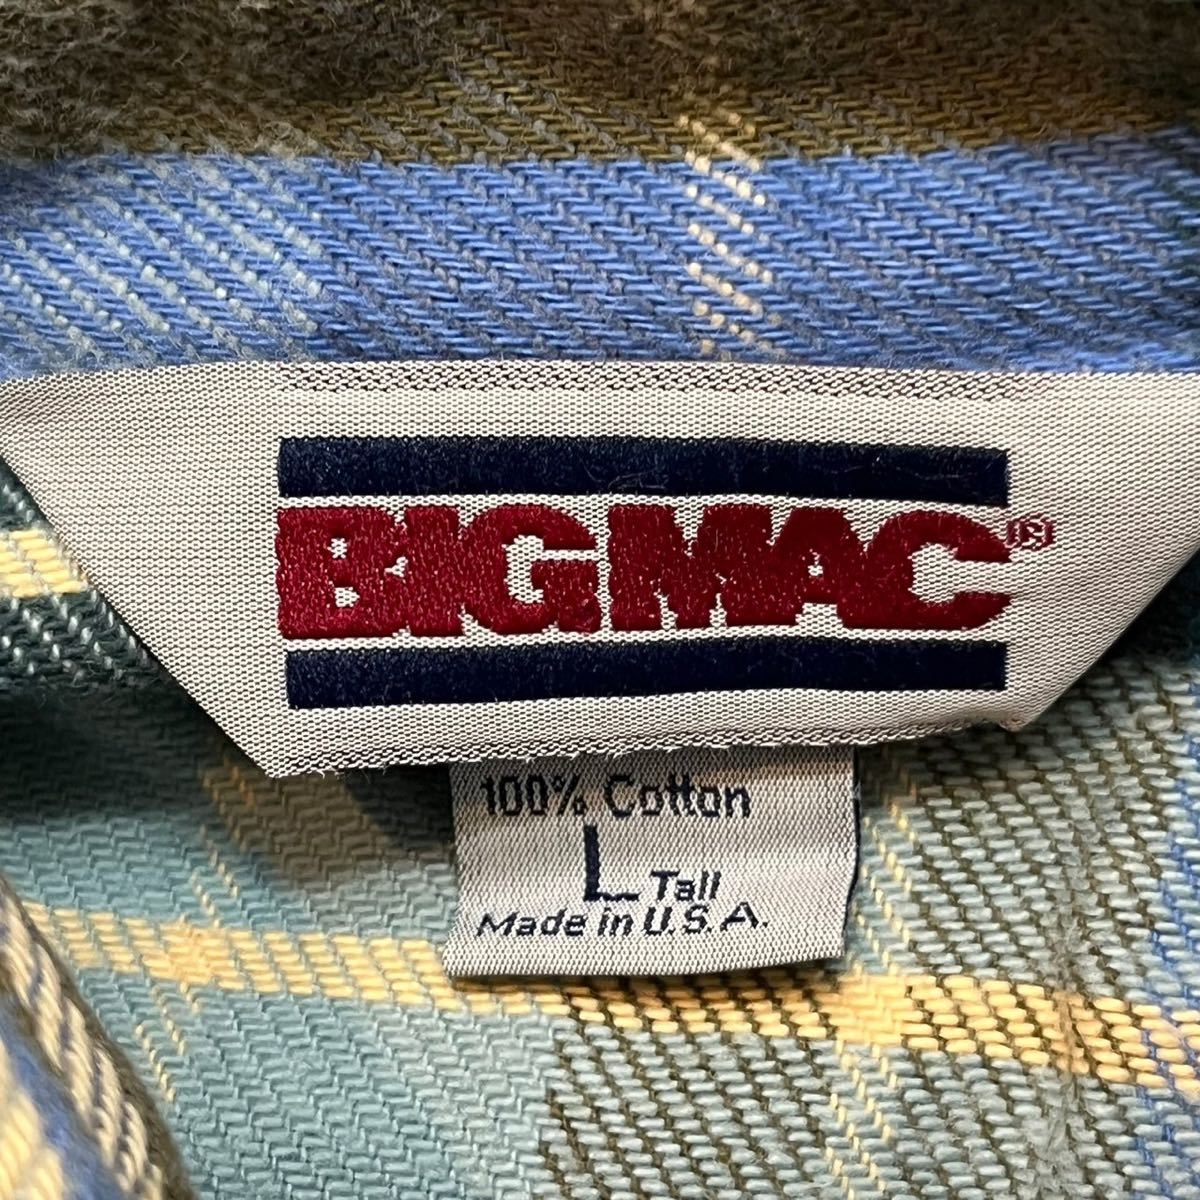 BIG MAC®
100% Cotton
L Tall
Made in U.S.A.